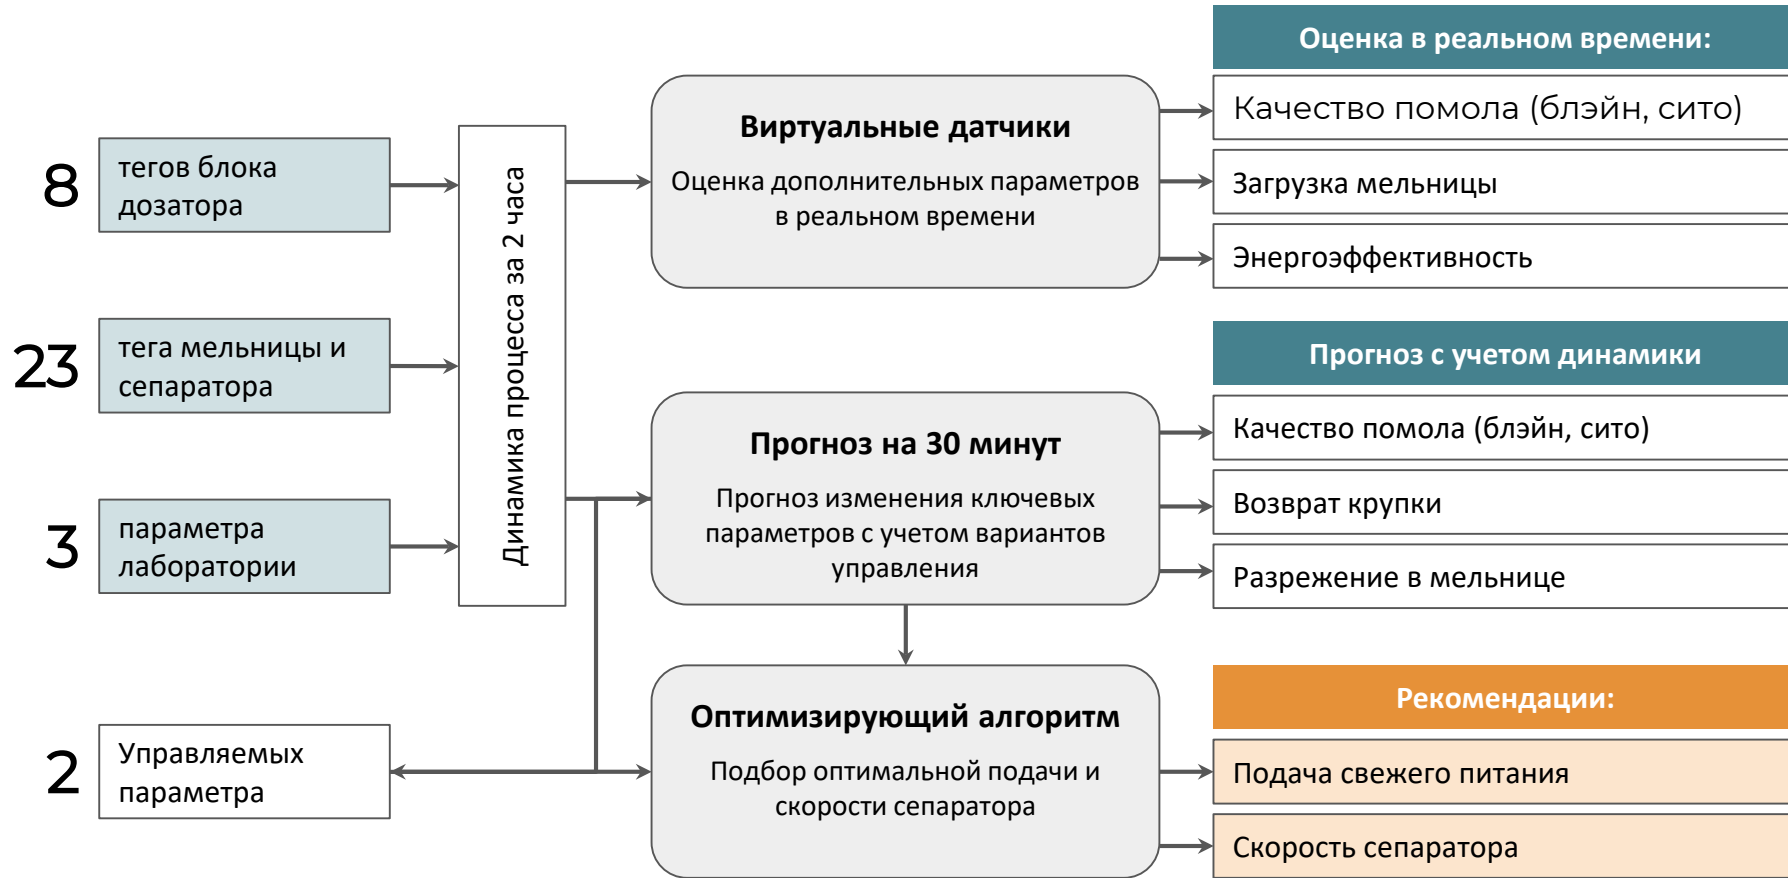 8
тегов блока
дозатора
23
тега мельницы и
сепаратора
3
параметра
лаборатории
2
Управляемых
параметра
Динамика процесса за 2 часа
Виртуальные датчики
Оценка дополнительных параметров
в реальном времени
Прогноз на 30 минут
Прогноз изменения ключевых
параметров с учетом вариантов
управления
Оптимизирующий алгоритм
Подбор оптимальной подачи и
скорости сепаратора
Оценка в реальном времени:
Качество помола (блэйн, сито)
Загрузка мельницы
Энергоэффективность
Прогноз с учетом динамики
Качество помола (блэйн, сито)
Возврат крупки
Разрежение в мельнице
Рекомендации:
Подача свежего питания
Скорость сепаратора